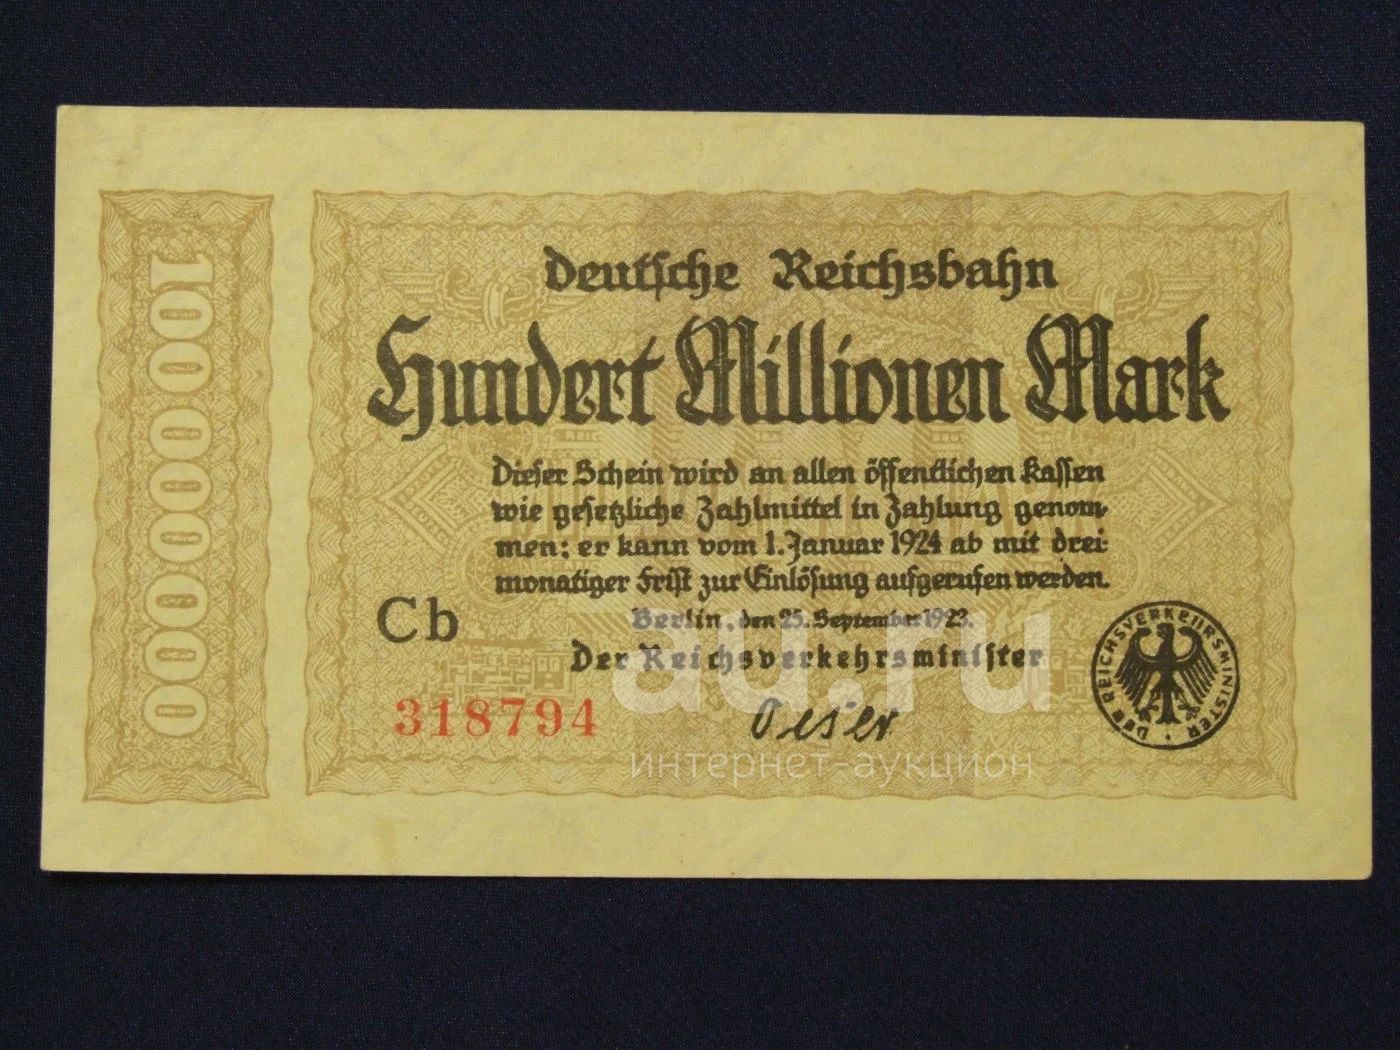 100000000
Deutsche Reichsbahn
Hundert Millionen Mark
Dieser Schein wird an allen öffentlichen Kassen
wie gesetzliche Zahlmittel in Zahlung genom-
men; er kann vom 1. Januar 1924 ab mit drei-
monatiger Frist zur Einlösung aufgerufen werden.
Berlin, den 25. September 1923.
Der Reichsverkehrsminister
Cb
318794
Oeser
DER REICHSVERKEHRSMINISTER
au.ru
интернет-аукцион